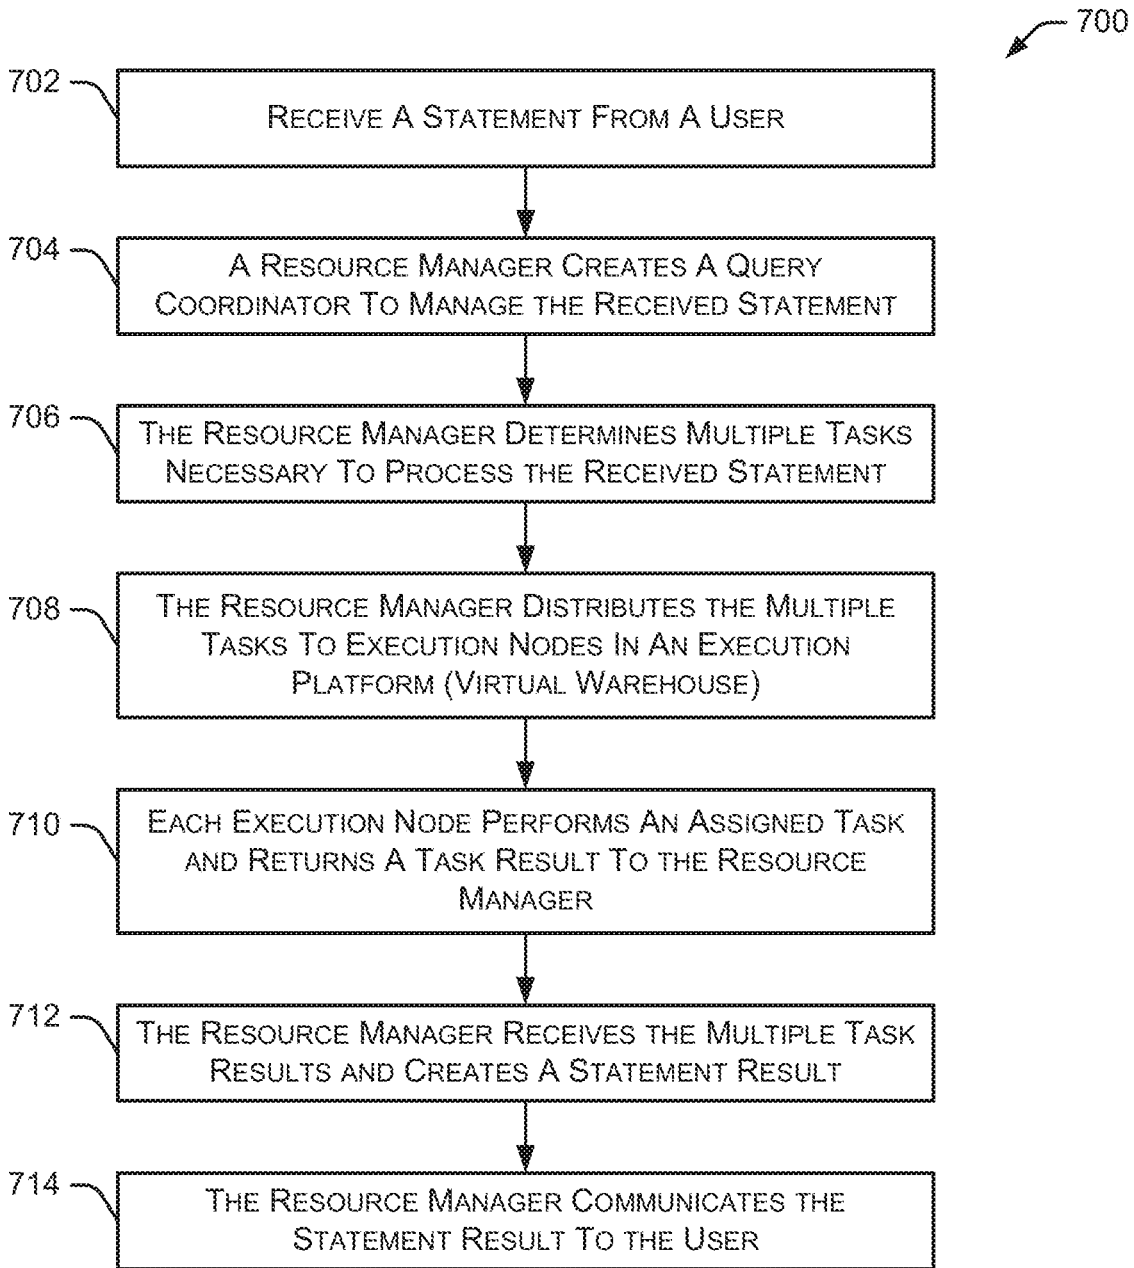 700
702
RECEIVE A STATEMENT FROM A USER
704
A RESOURCE MANAGER CREATES A QUERY
COORDINATOR TO MANAGE THE RECEIVED STATEMENT
706
THE RESOURCE MANAGER DETERMINES MULTIPLE TASKS
NECESSARY TO PROCESS THE RECEIVED STATEMENT
708
THE RESOURCE MANAGER DISTRIBUTES THE MULTIPLE
TASKS TO EXECUTION NODES IN AN EXECUTION
PLATFORM (VIRTUAL WAREHOUSE)
710
EACH EXECUTION NODE PERFORMS AN ASSIGNED TASK
AND RETURNS A TASK RESULT TO THE RESOURCE
MANAGER
712
THE RESOURCE MANAGER RECEIVES THE MULTIPLE TASK
RESULTS AND CREATES A STATEMENT RESULT
714
THE RESOURCE MANAGER COMMUNICATES THE
STATEMENT RESULT TO THE USER